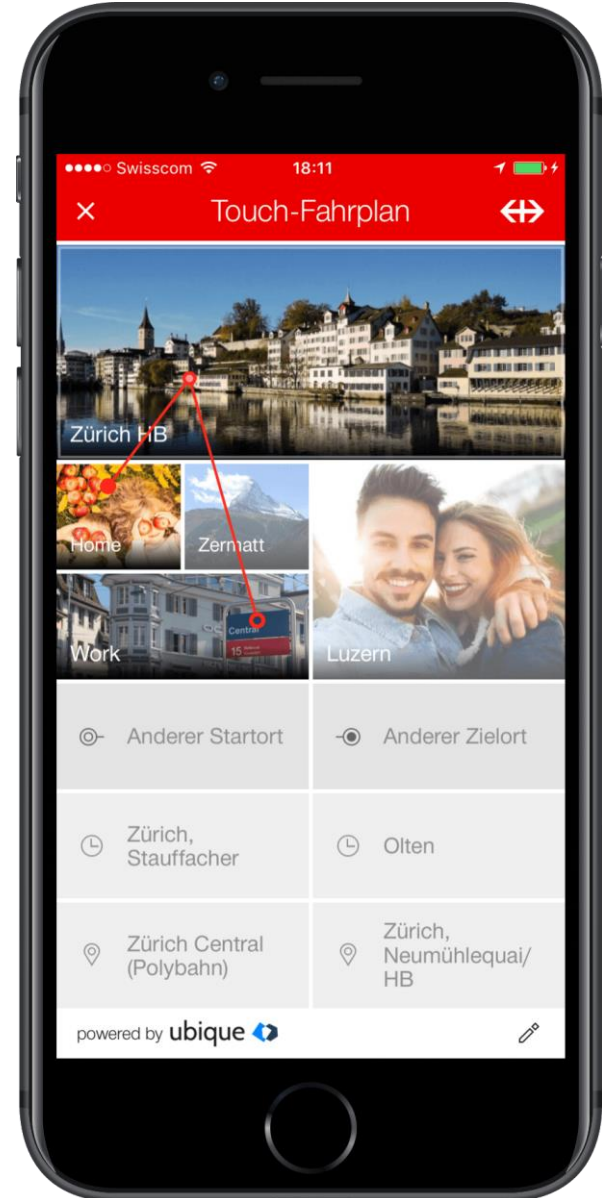 Swisscom 18:11
Touch-Fahrplan
Zürich HB
Home
Zermatt
Central
15
Work
Luzern
Anderer Startort
Anderer Zielort
Zürich,
Stauffacher
Olten
Zürich Central
(Polybahn)
Zürich,
Neumühlequai/
HB
powered by ubique